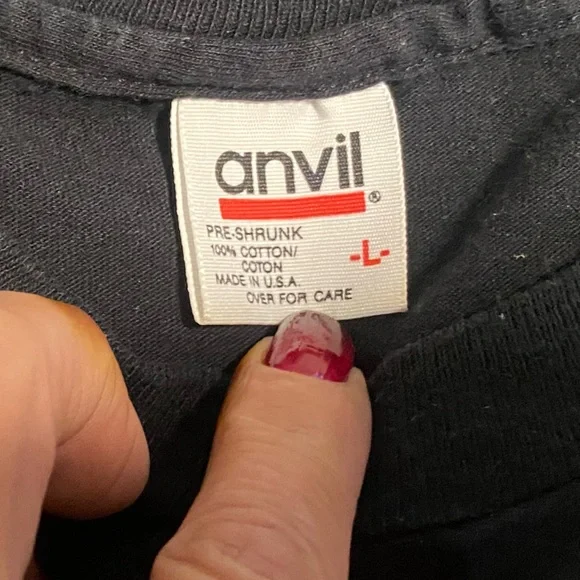 anvil®
PRE-SHRUNK
100% COTTON/
COTON
MADE IN U.S.A.
-L-
OVER FOR CARE